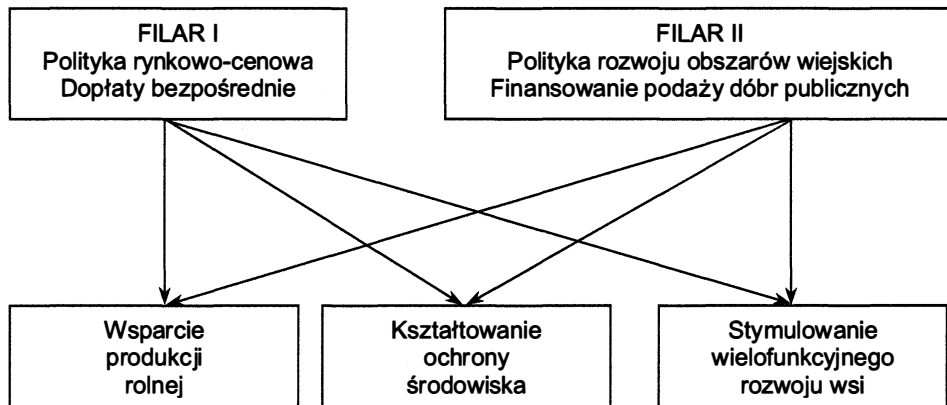 FILAR I
Polityka rynkowo-cenowa
Dopłaty bezpośrednie
FILAR II
Polityka rozwoju obszarów wiejskich
Finansowanie podaży dóbr publicznych
Wsparcie
produkcji
rolnej
Kształtowanie
ochrony
środowiska
Stymulowanie
wielofunkcyjnego
rozwoju wsi